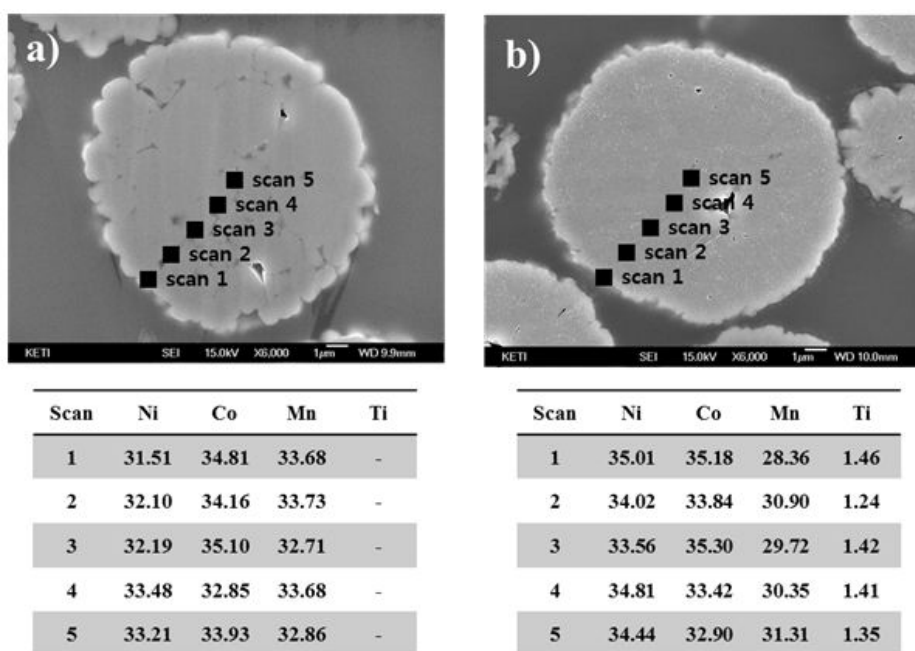 a)
scan 5
scan 4
scan 3
scan 2
scan 1
KETI SEI 15.0kV X6,000 1μm WD 9.9mm
b)
scan 5
scan 4
scan 3
scan 2
scan 1
KETI SEI 15.0kV X6,000 1μm WD 10.0mm
Scan Ni Co Mn Ti
1 31.51 34.81 33.68 -
2 32.10 34.16 33.73 -
3 32.19 35.10 32.71 -
4 33.48 32.85 33.68 -
5 33.21 33.93 32.86 -
Scan Ni Co Mn Ti
1 35.01 35.18 28.36 1.46
2 34.02 33.84 30.90 1.24
3 33.56 35.30 29.72 1.42
4 34.81 33.42 30.35 1.41
5 34.44 32.90 31.31 1.35